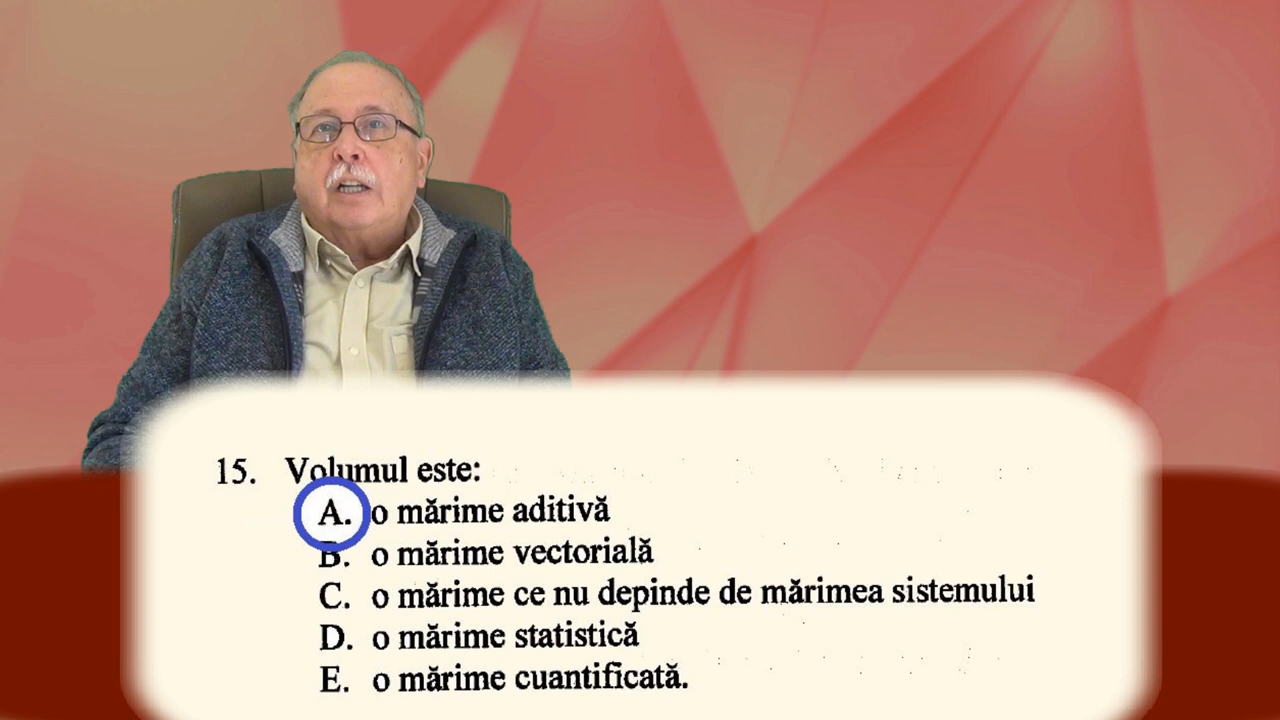 15. Volumul este:
A. o mărime aditivă
B. o mărime vectorială
C. o mărime ce nu depinde de mărimea sistemului
D. o mărime statistică
E. o mărime cuantificată.